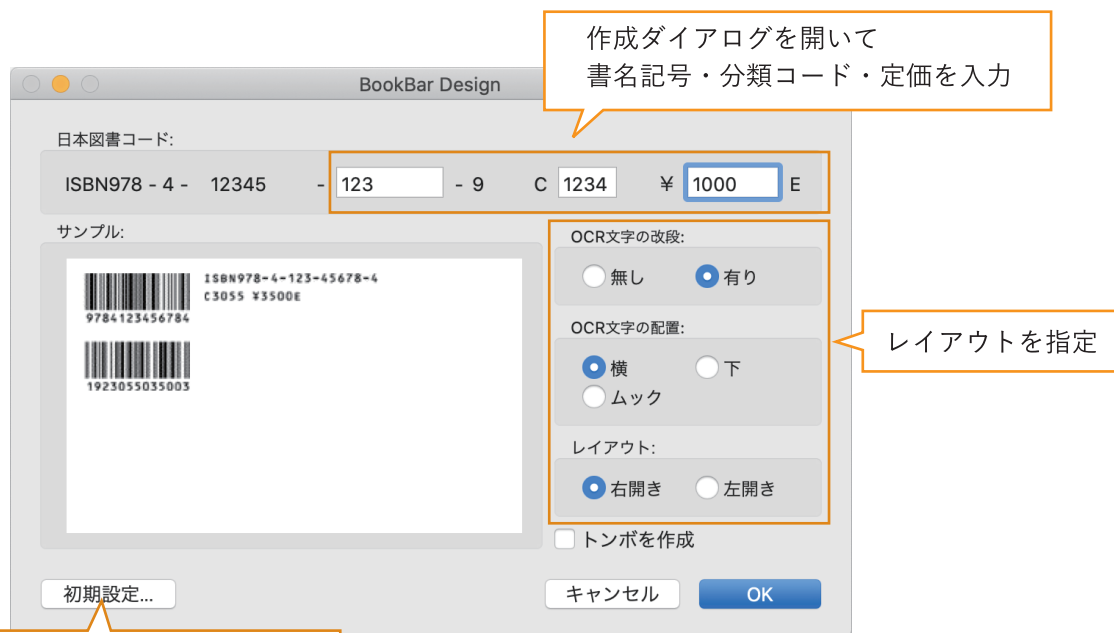 作成ダイアログを開いて
書名記号・分類コード・定価を入力
BookBar Design
日本図書コード:
ISBN978 - 4 - 12345 - 123 - 9 C 1234 ¥ 1000 E
サンプル:
ISBN978-4-123-45678-4
C3055 ¥3500E
9784123456784
1923055035003
OCR文字の改段:
無し 有り
OCR文字の配置:
横 下
ムック
レイアウト:
右開き 左開き
トンボを作成
レイアウトを指定
初期設定... キャンセル OK